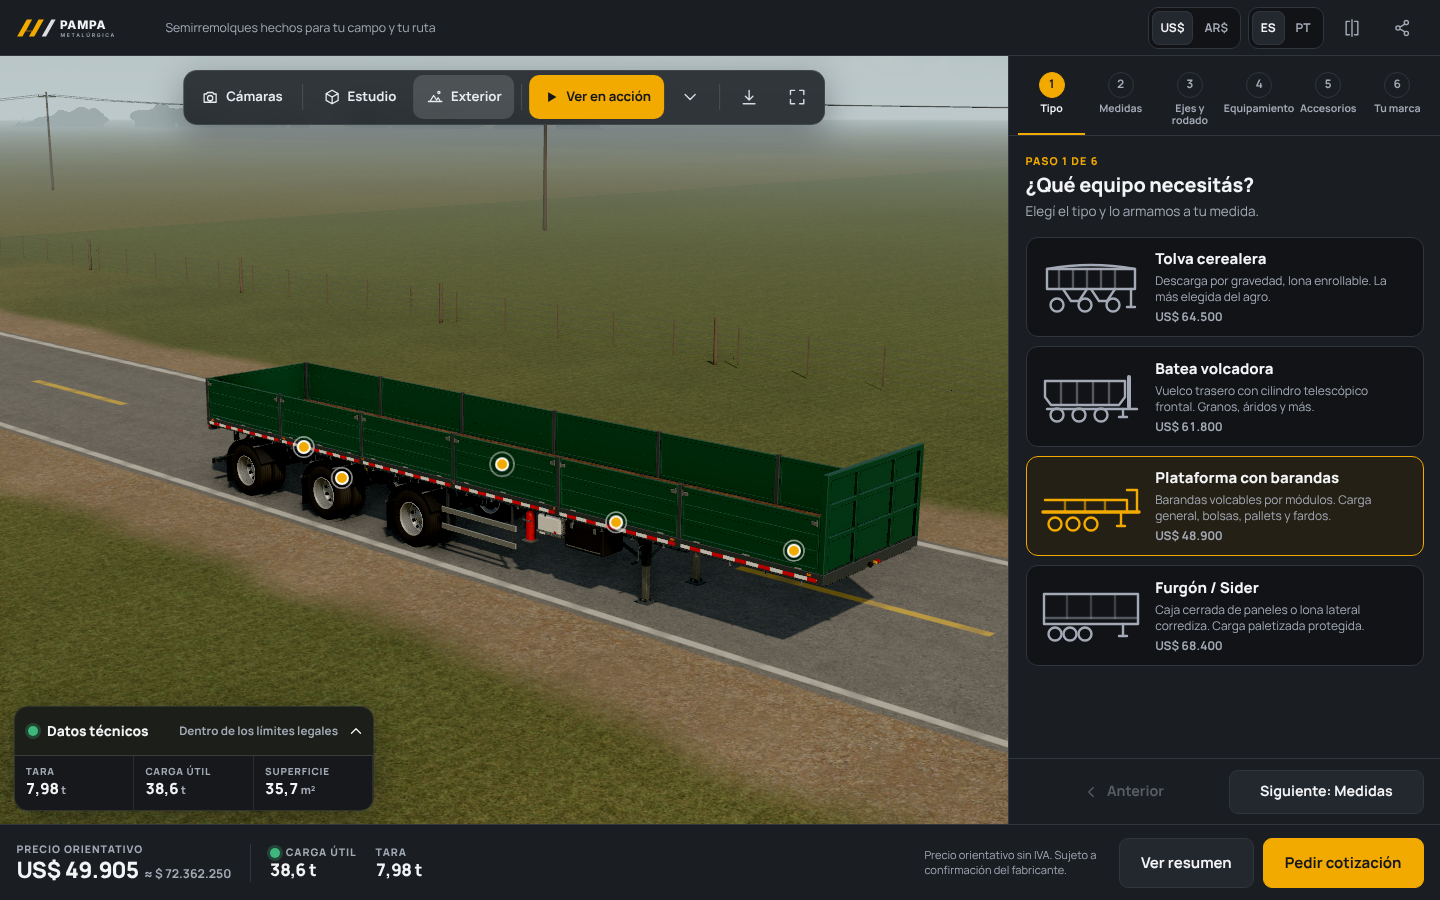 PAMPA
METALÚRGICA
Semirremolques hechos para tu campo y tu ruta
US$ AR$
ES PT
Cámaras
Estudio
Exterior
Ver en acción
1 2 3 4 5 6
Tipo Medidas Ejes y rodado Equipamiento Accesorios Tu marca
PASO 1 DE 6
¿Qué equipo necesitás?
Elegí el tipo y lo armamos a tu medida.
Tolva cerealera
Descarga por gravedad, lona enrollable. La
más elegida del agro.
US$ 64.500
Batea volcadora
Vuelco trasero con cilindro telescópico
frontal. Granos, áridos y más.
US$ 61.800
Plataforma con barandas
Barandas volcables por módulos. Carga
general, bolsas, pallets y fardos.
US$ 48.900
Furgón / Sider
Caja cerrada de paneles o lona lateral
corrediza. Carga paletizada protegida.
US$ 68.400
Anterior
Siguiente: Medidas
Datos técnicos
Dentro de los límites legales
TARA
7,98 t
CARGA ÚTIL
38,6 t
SUPERFICIE
35,7 m²
PRECIO ORIENTATIVO
US$ 49.905 ≈ $ 72.362.250
CARGA ÚTIL
38,6 t
TARA
7,98 t
Precio orientativo sin IVA. Sujeto a
confirmación del fabricante.
Ver resumen
Pedir cotización